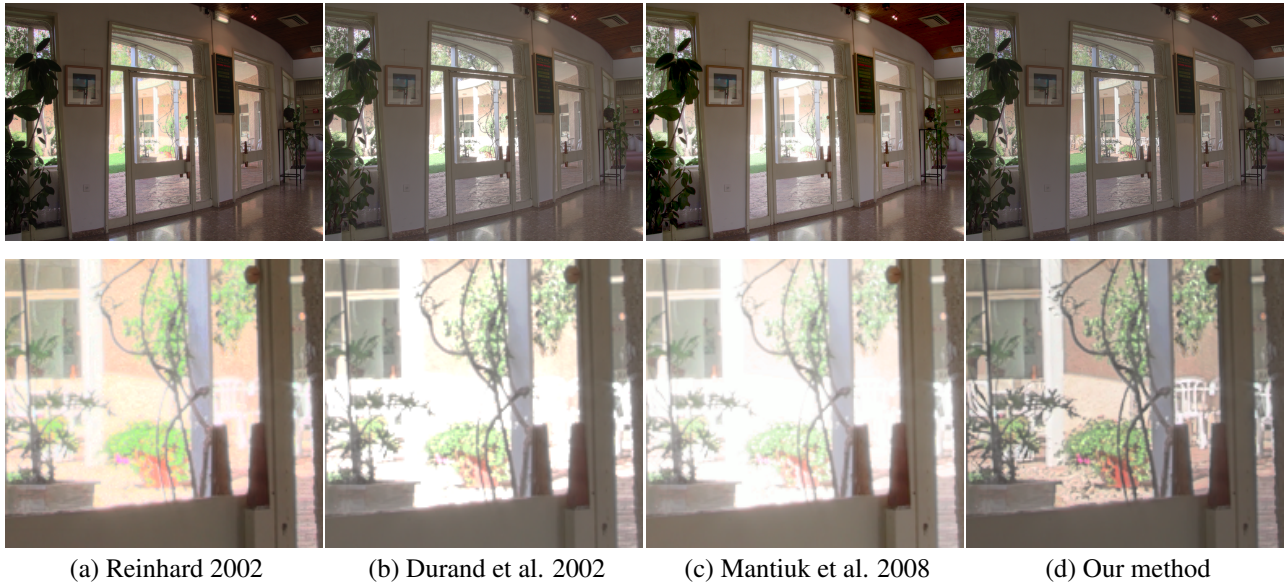 (a) Reinhard 2002
(b) Durand et al. 2002
(c) Mantiuk et al. 2008
(d) Our method